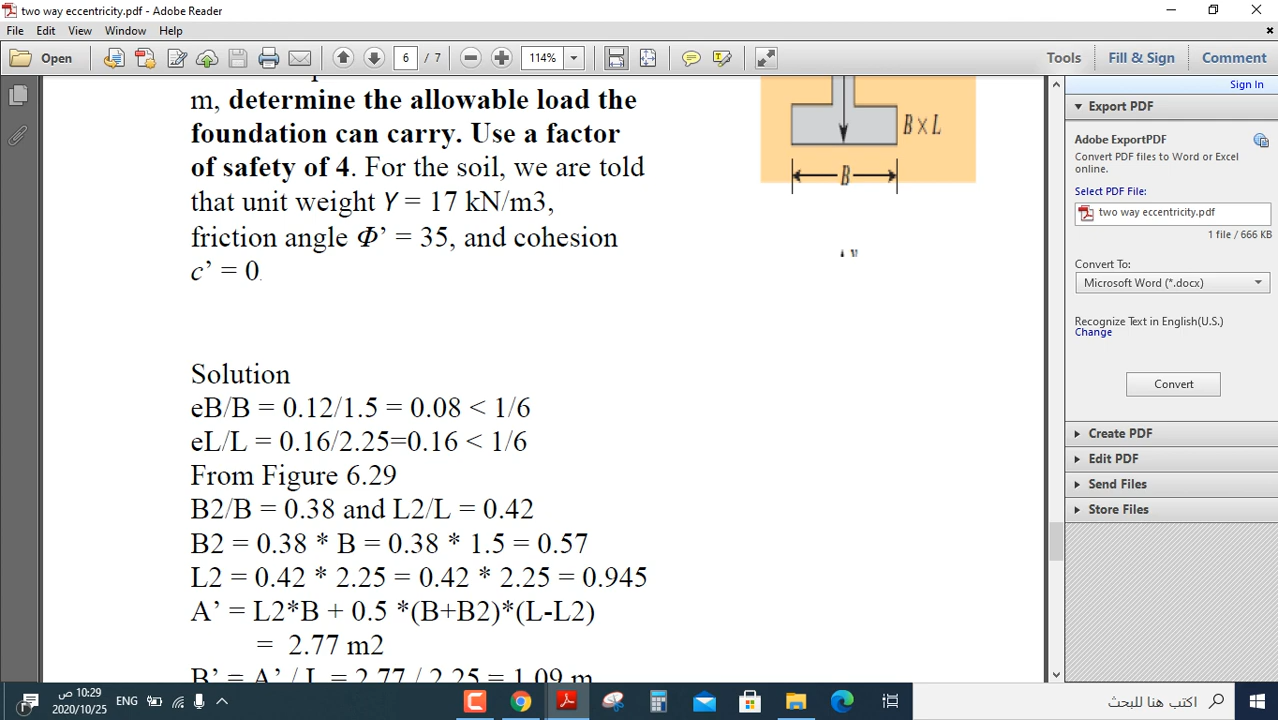 two way eccentricity.pdf - Adobe Reader
File Edit View Window Help
Open 6 / 7 114% Tools Fill & Sign Comment
m, determine the allowable load the
foundation can carry. Use a factor
of safety of 4. For the soil, we are told
that unit weight ϒ = 17 kN/m3,
friction angle Φ’ = 35, and cohesion
c’ = 0.
B × L
B
Solution
eB/B = 0.12/1.5 = 0.08 < 1/6
eL/L = 0.16/2.25=0.16 < 1/6
From Figure 6.29
B2/B = 0.38 and L2/L = 0.42
B2 = 0.38 * B = 0.38 * 1.5 = 0.57
L2 = 0.42 * 2.25 = 0.42 * 2.25 = 0.945
A’ = L2*B + 0.5 *(B+B2)*(L-L2)
= 2.77 m2
B’ = A’ / L = 2.77 / 2.25 = 1.09 m
Sign In
Export PDF
Adobe ExportPDF
Convert PDF files to Word or Excel
online.
Select PDF File:
two way eccentricity.pdf
1 file / 666 KB
Convert To:
Microsoft Word (*.docx)
Recognize Text in English(U.S.)
Change
Convert
Create PDF
Edit PDF
Send Files
Store Files
10:29 ص
2020/10/25
ENG
اكتب هنا للبحث